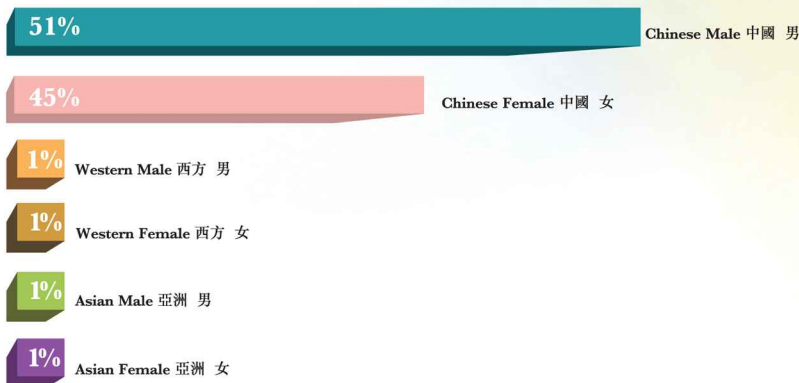 51%
Chinese Male 中國 男
45%
Chinese Female 中國 女
1%
Western Male 西方 男
1%
Western Female 西方 女
1%
Asian Male 亞洲 男
1%
Asian Female 亞洲 女